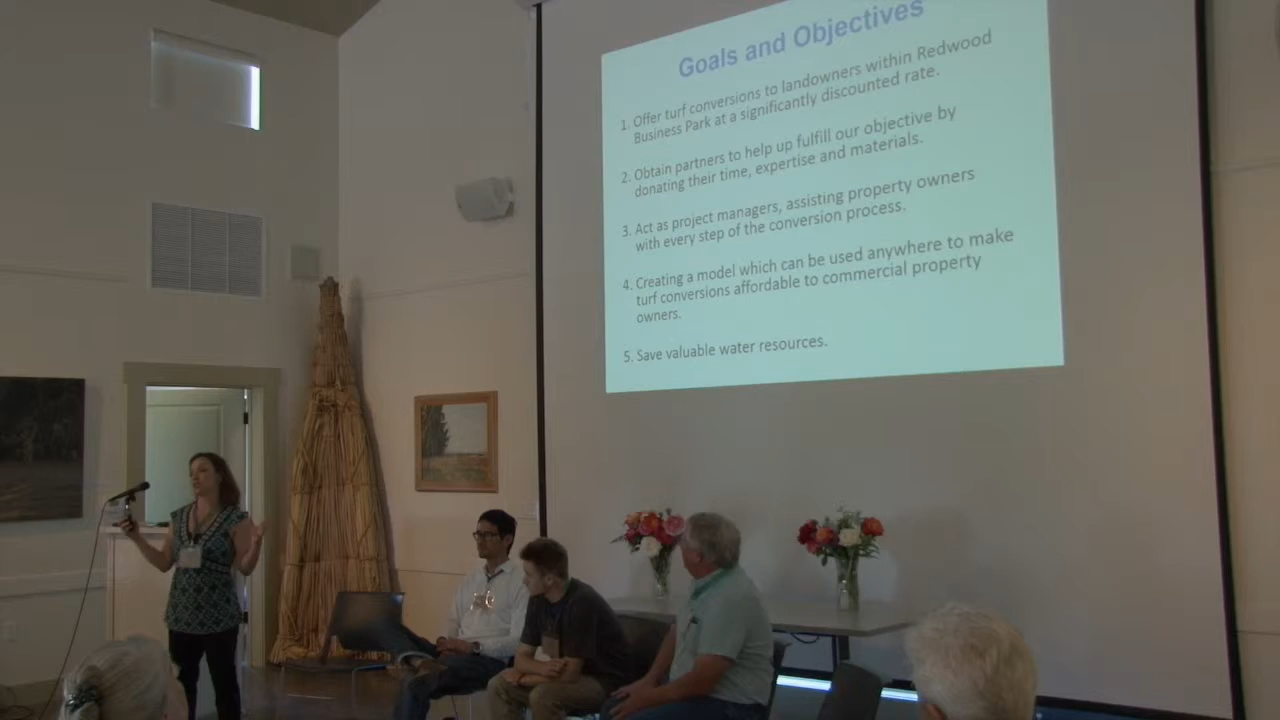 Goals and Objectives
1. Offer turf conversions to landowners within Redwood
Business Park at a significantly discounted rate.
2. Obtain partners to help up fulfill our objective by
donating their time, expertise and materials.
3. Act as project managers, assisting property owners
with every step of the conversion process.
4. Creating a model which can be used anywhere to make
turf conversions affordable to commercial property
owners.
5. Save valuable water resources.